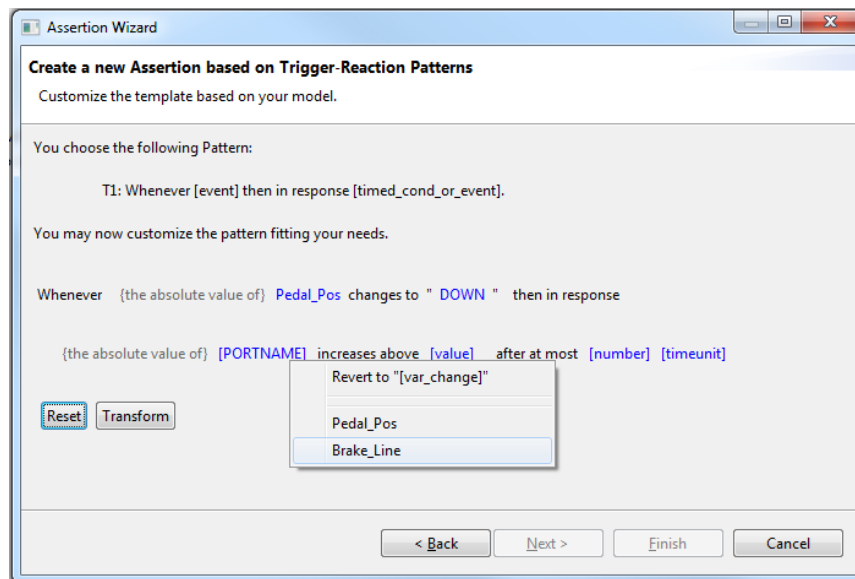 Assertion Wizard
Create a new Assertion based on Trigger-Reaction Patterns
Customize the template based on your model.
You choose the following Pattern:
T1: Whenever [event] then in response [timed_cond_or_event].
You may now customize the pattern fitting your needs.
Whenever {the absolute value of} Pedal_Pos changes to " DOWN " then in response
{the absolute value of} [PORTNAME] increases above [value] after at most [number] [timeunit]
Revert to "[var_change]"
Reset Transform
Pedal_Pos
Brake_Line
< Back Next > Finish Cancel